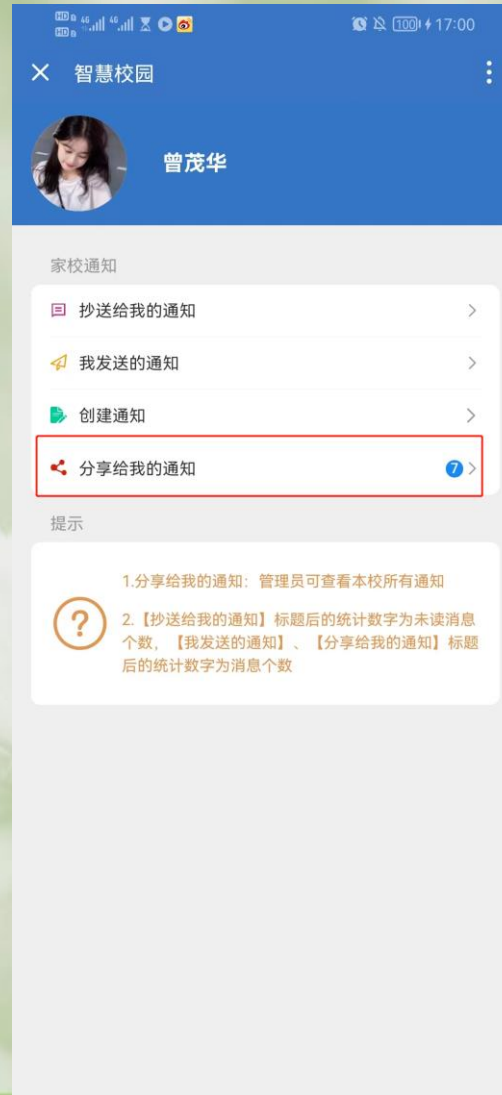 HD 46 46 100 17:00
智慧校园
曾茂华
家校通知
抄送给我的通知
我发送的通知
创建通知
分享给我的通知 7
提示
1.分享给我的通知：管理员可查看本校所有通知
2.【抄送给我的通知】标题后的统计数字为未读消息
个数，【我发送的通知】、【分享给我的通知】标题
后的统计数字为消息个数
?